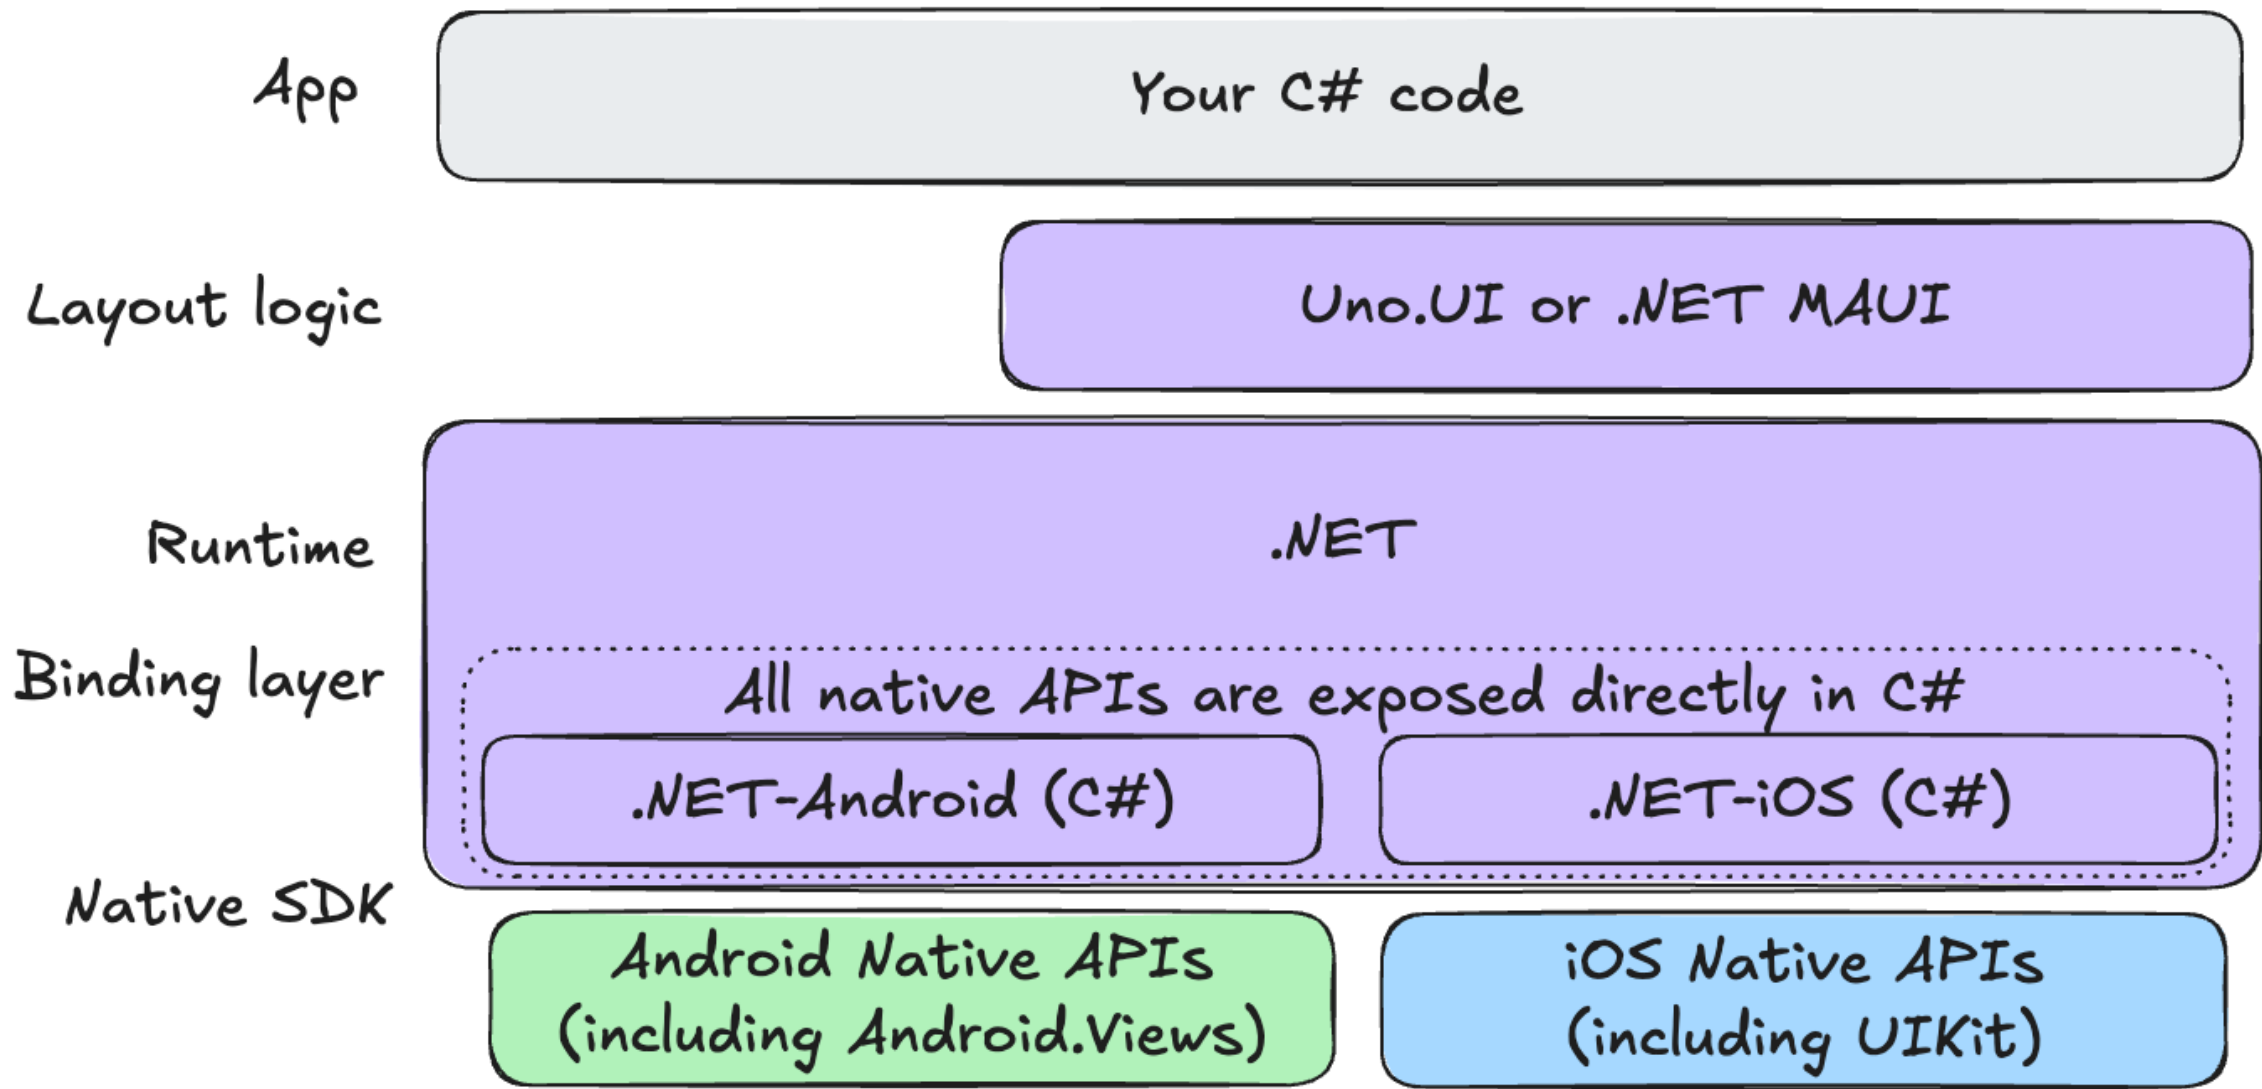 App
Your C# code
Layout logic
Uno.UI or .NET MAUI
Runtime
.NET
Binding layer
All native APIs are exposed directly in C#
.NET-Android (C#)
.NET-iOS (C#)
Native SDK
Android Native APIs
(including Android.Views)
iOS Native APIs
(including UIKit)